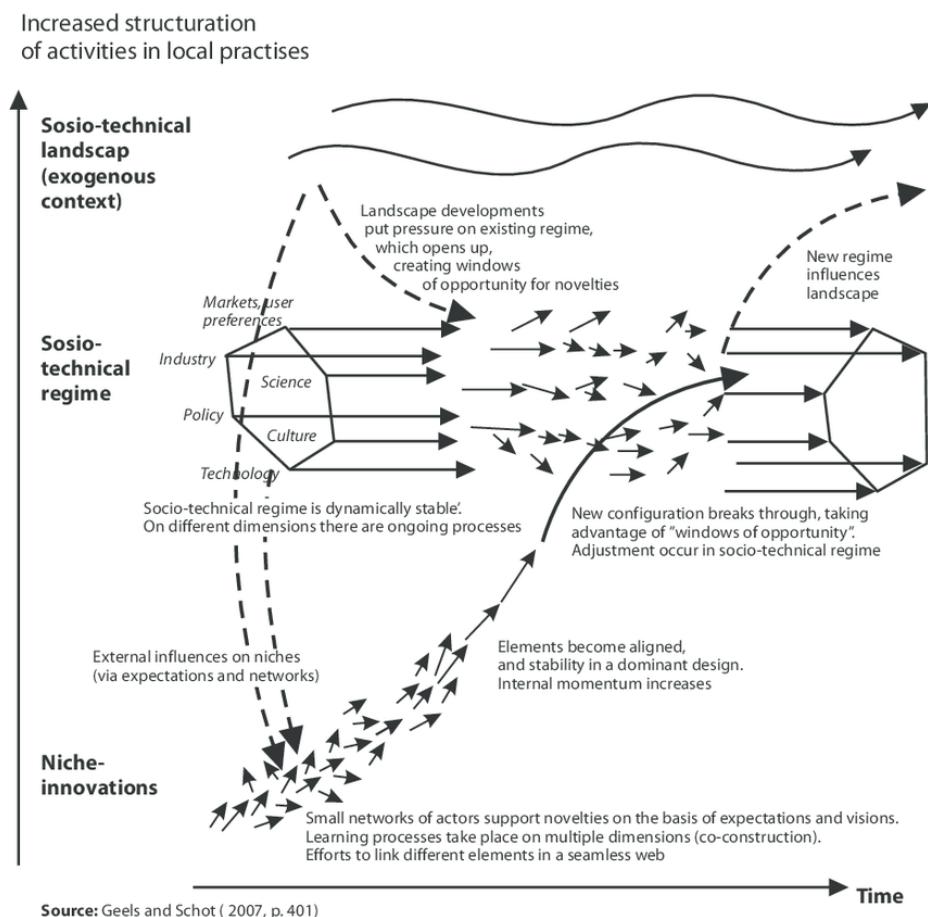 Increased structuration
of activities in local practises
Sosio-technical
landscap
(exogenous
context)
Landscape developments
put pressure on existing regime,
which opens up,
creating windows
of opportunity for novelties
New regime
influences
landscape
Markets, user
preferences
Sosio-
technical
regime
Industry
Science
Policy
Culture
Technology
Socio-technical regime is dynamically stable’.
On different dimensions there are ongoing processes
New configuration breaks through, taking
advantage of ”windows of opportunity”.
Adjustment occur in socio-technical regime
External influences on niches
(via expectations and networks)
Elements become aligned,
and stability in a dominant design.
Internal momentum increases
Niche-
innovations
Small networks of actors support novelties on the basis of expectations and visions.
Learning processes take place on multiple dimensions (co-construction).
Efforts to link different elements in a seamless web
Time
Source: Geels and Schot ( 2007, p. 401)